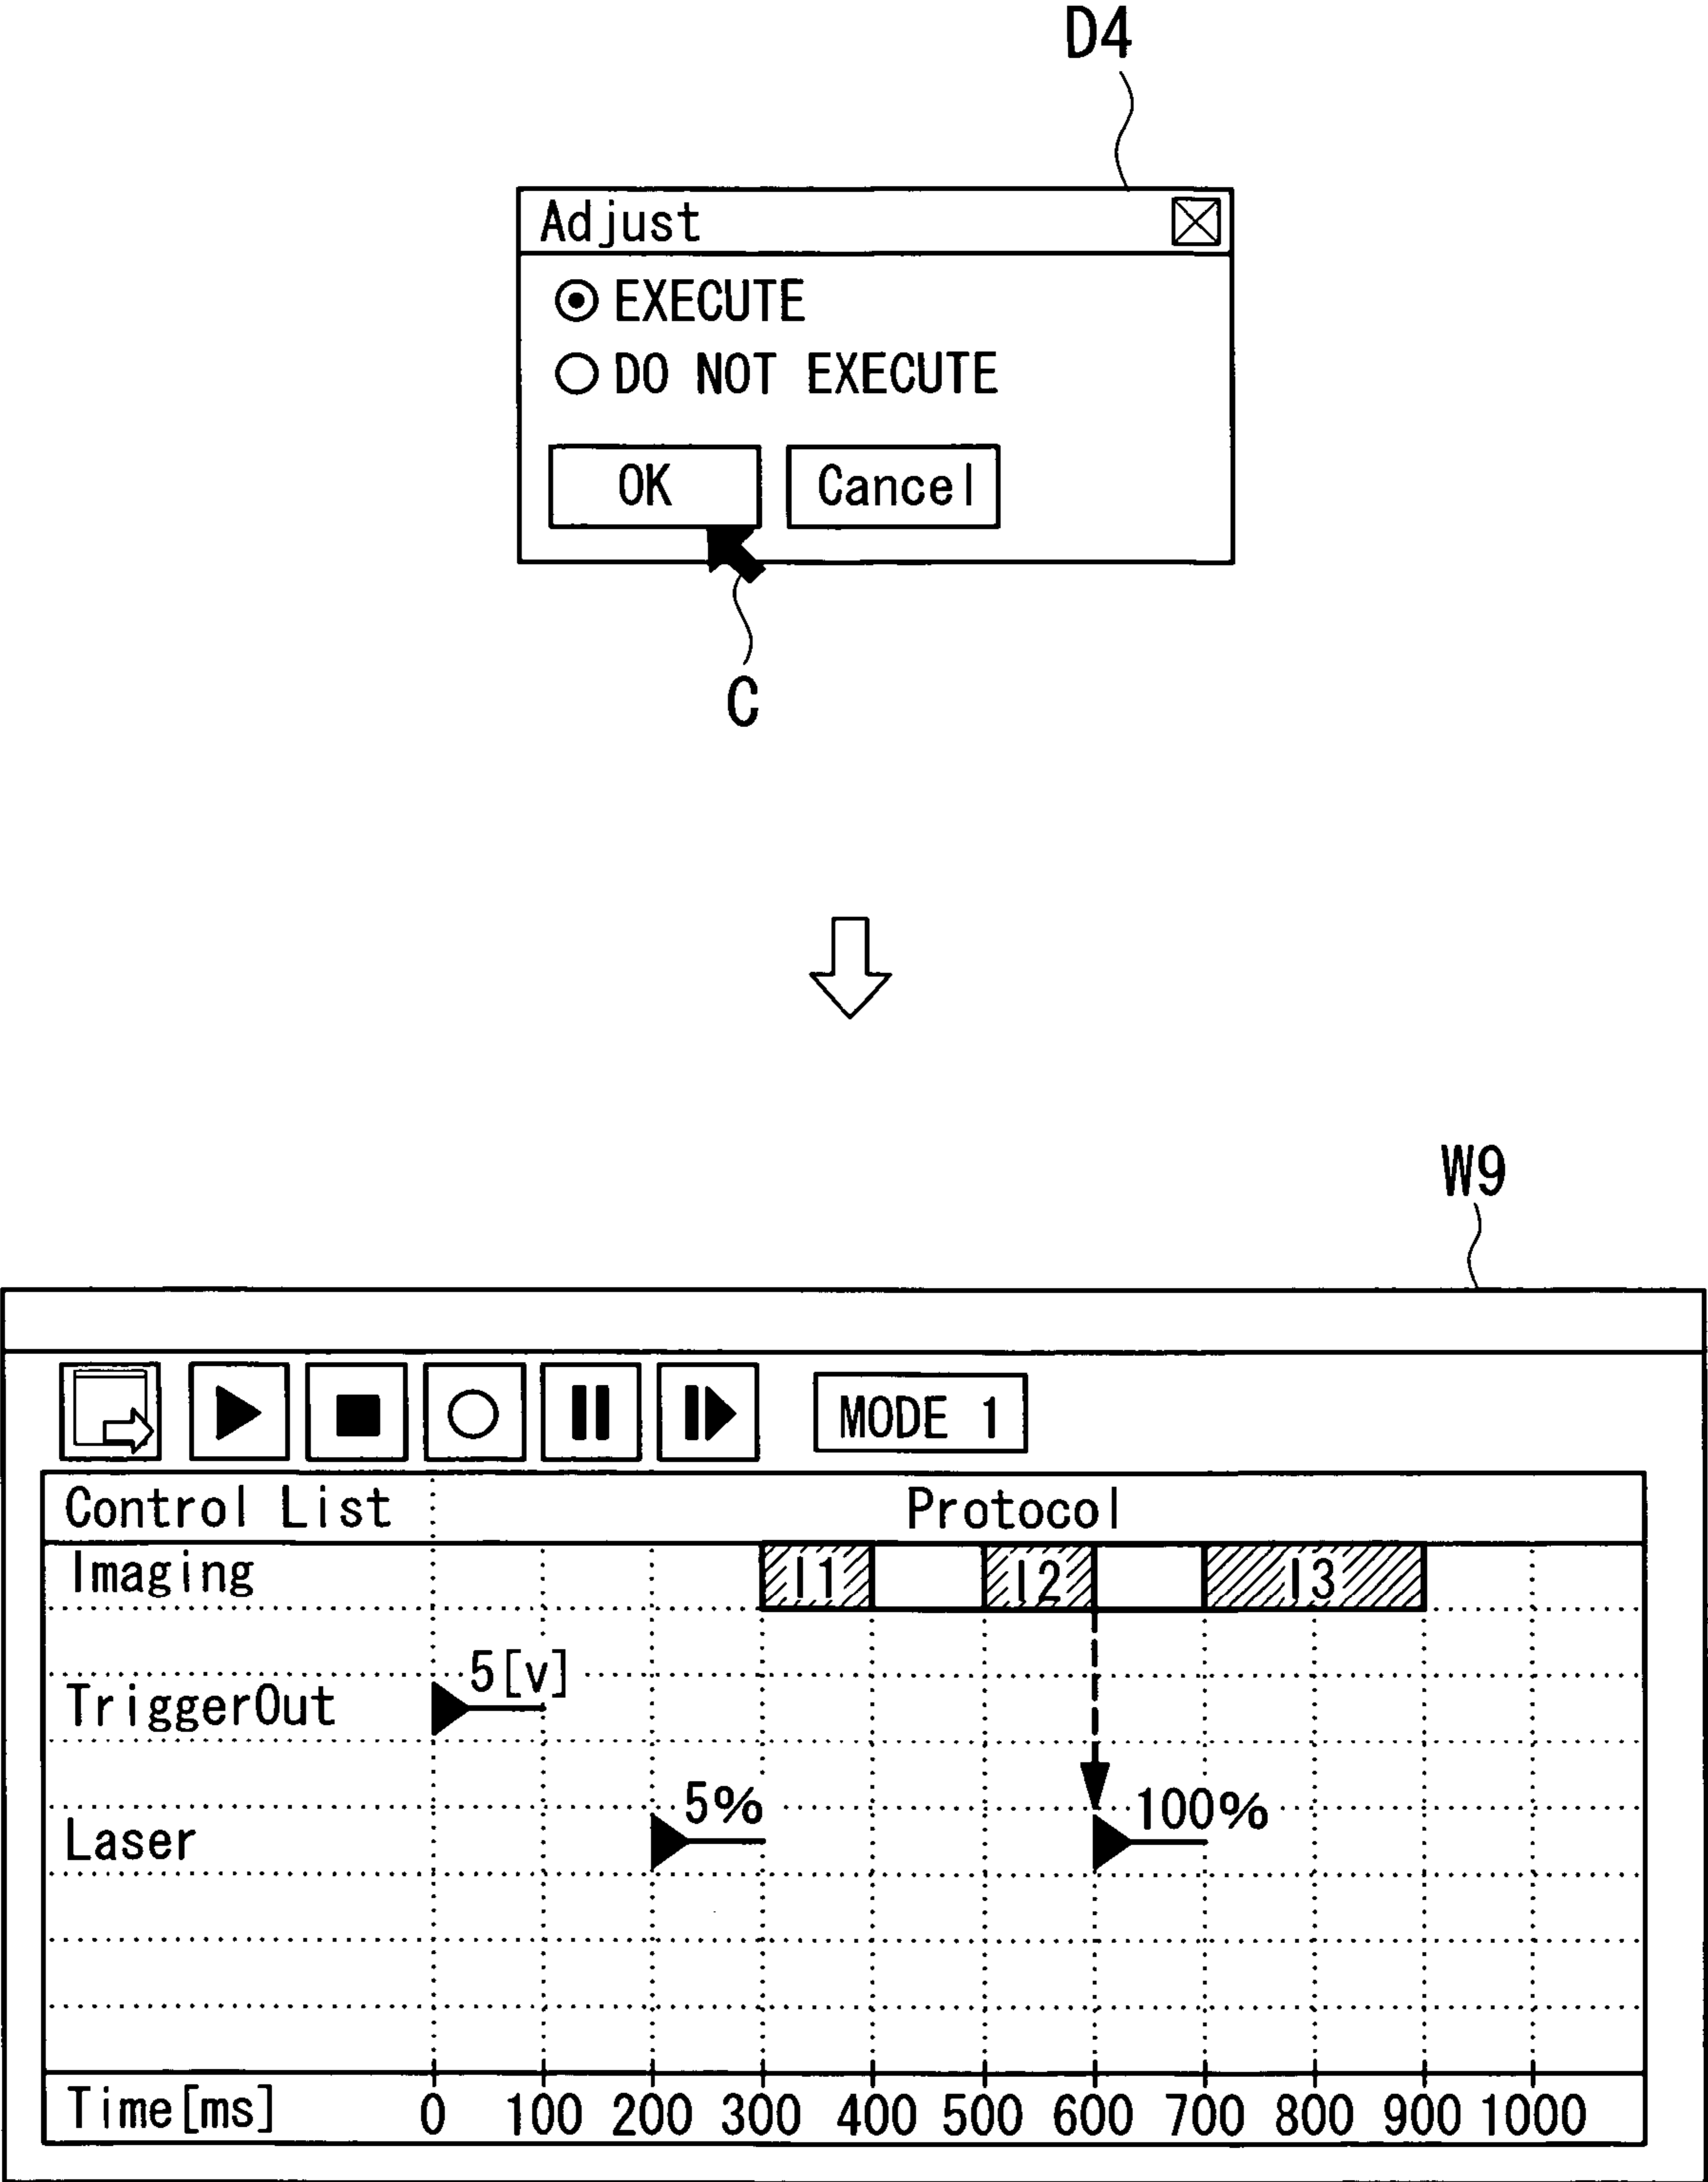 D4
Adjust
EXECUTE
DO NOT EXECUTE
OK Cancel
C
W9
MODE 1
Control List Protocol
Imaging I1 I2 I3
5[v]
TriggerOut
5% 100%
Laser
Time[ms] 0 100 200 300 400 500 600 700 800 900 1000